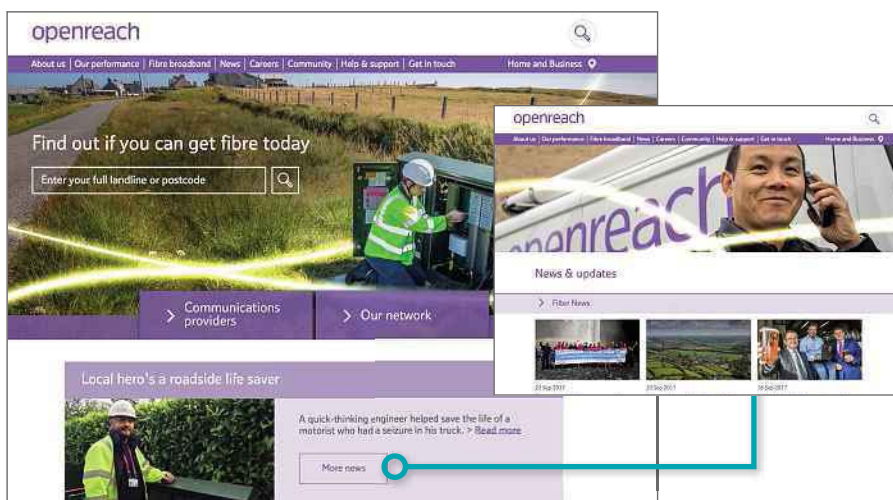 openreach
About us | Our performance | Fibre broadband | News | Careers | Community | Help & support | Get in touch
Home and Business
Find out if you can get fibre today
Enter your full landline or postcode
> Communications
providers
> Our network
Local hero's a roadside life saver
A quick-thinking engineer helped save the life of a
motorist who had a seizure in his truck. > Read more
More news
openreach
About us | Our performance | Fibre broadband | News | Careers | Community | Help & support | Get in touch
Home and Business
openreach
News & updates
> Filter News